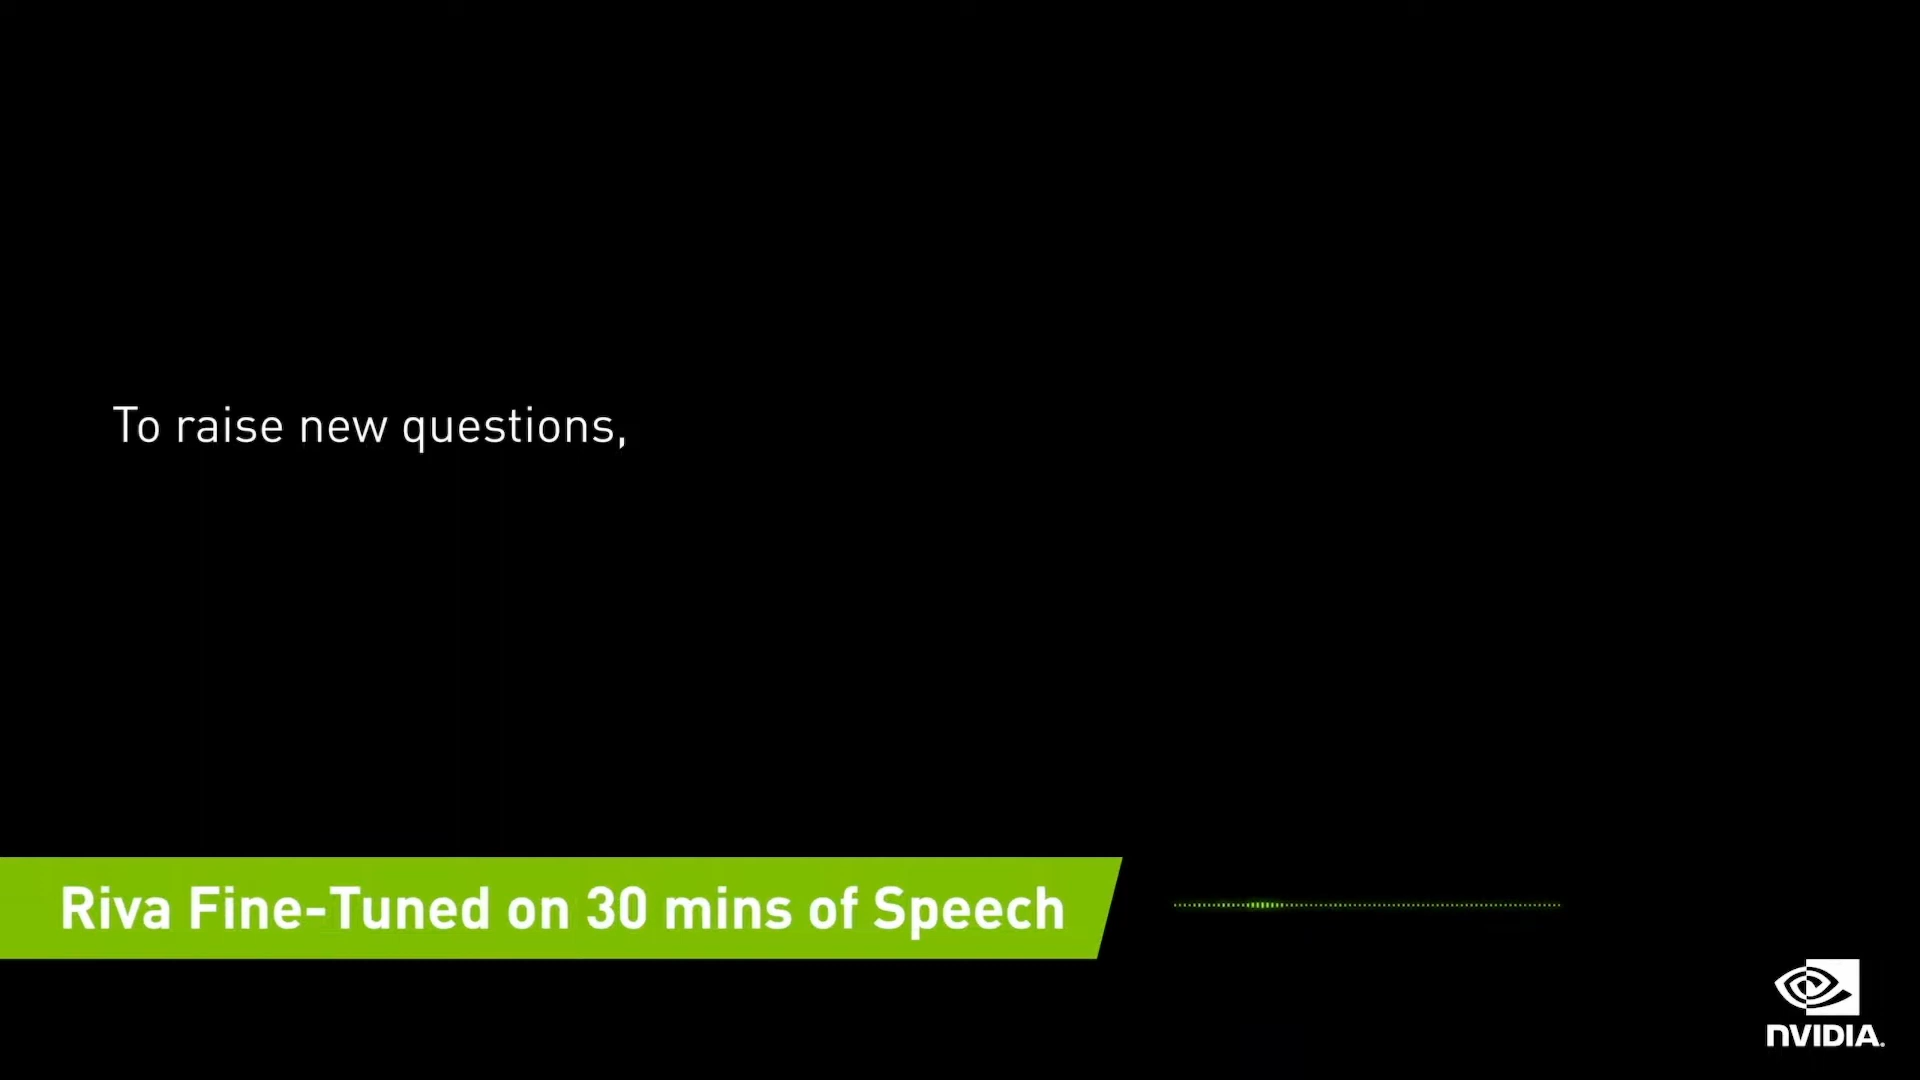 To raise new questions,
Riva Fine-Tuned on 30 mins of Speech
NVIDIA.